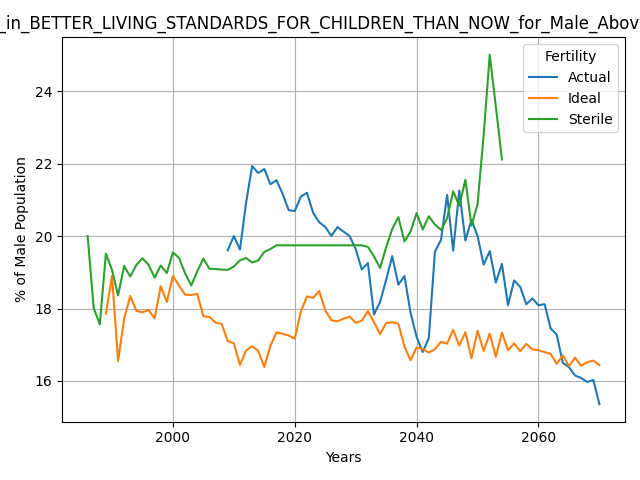 _in_BETTER_LIVING_STANDARDS_FOR_CHILDREN_THAN_NOW_for_Male_Abov
Fertility
Actual
Ideal
Sterile
% of Male Population
24
22
20
18
16
2000 2020 2040 2060
Years